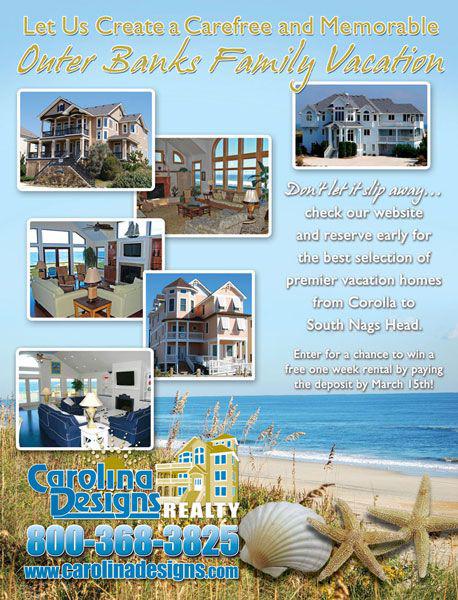 Let Us Create a Carefree and Memorable
Outer Banks Family Vacation
Don't let it slip away...
check our website
and reserve early for
the best selection of
premier vacation homes
from Corolla to
South Nags Head.
Enter for a chance to win a
free one week rental by paying
the deposit by March 15th!
Carolina
Designs
REALTY
800-368-3825
www.carolinadesigns.com